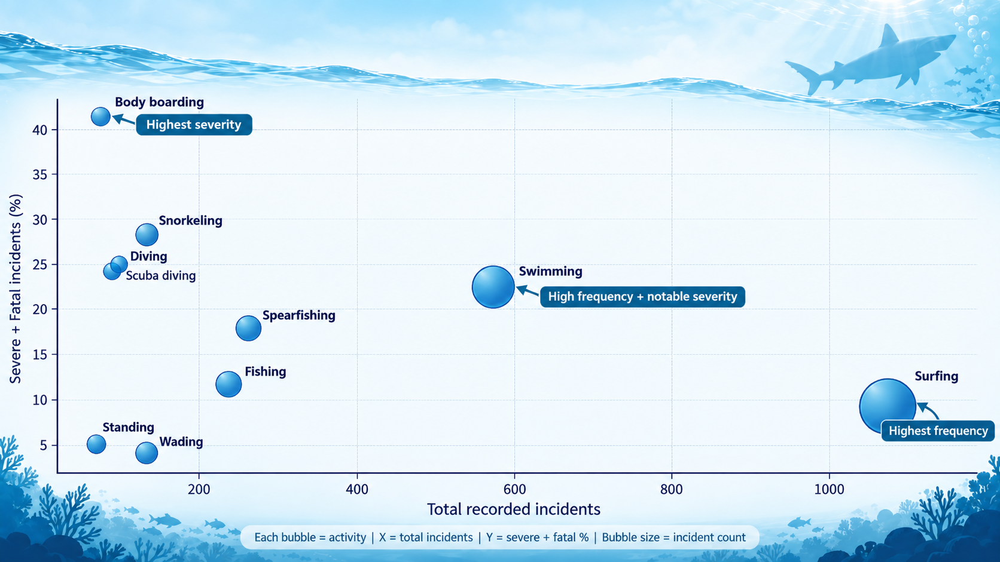 Body boarding
Highest severity
40
35
30
25
20
15
10
5
Severe + Fatal incidents (%)
Snorkeling
Diving
Scuba diving
Swimming
High frequency + notable severity
Spearfishing
Fishing
Surfing
Highest frequency
Standing
Wading
200
400
600
800
1000
Total recorded incidents
Each bubble = activity | X = total incidents | Y = severe + fatal % | Bubble size = incident count